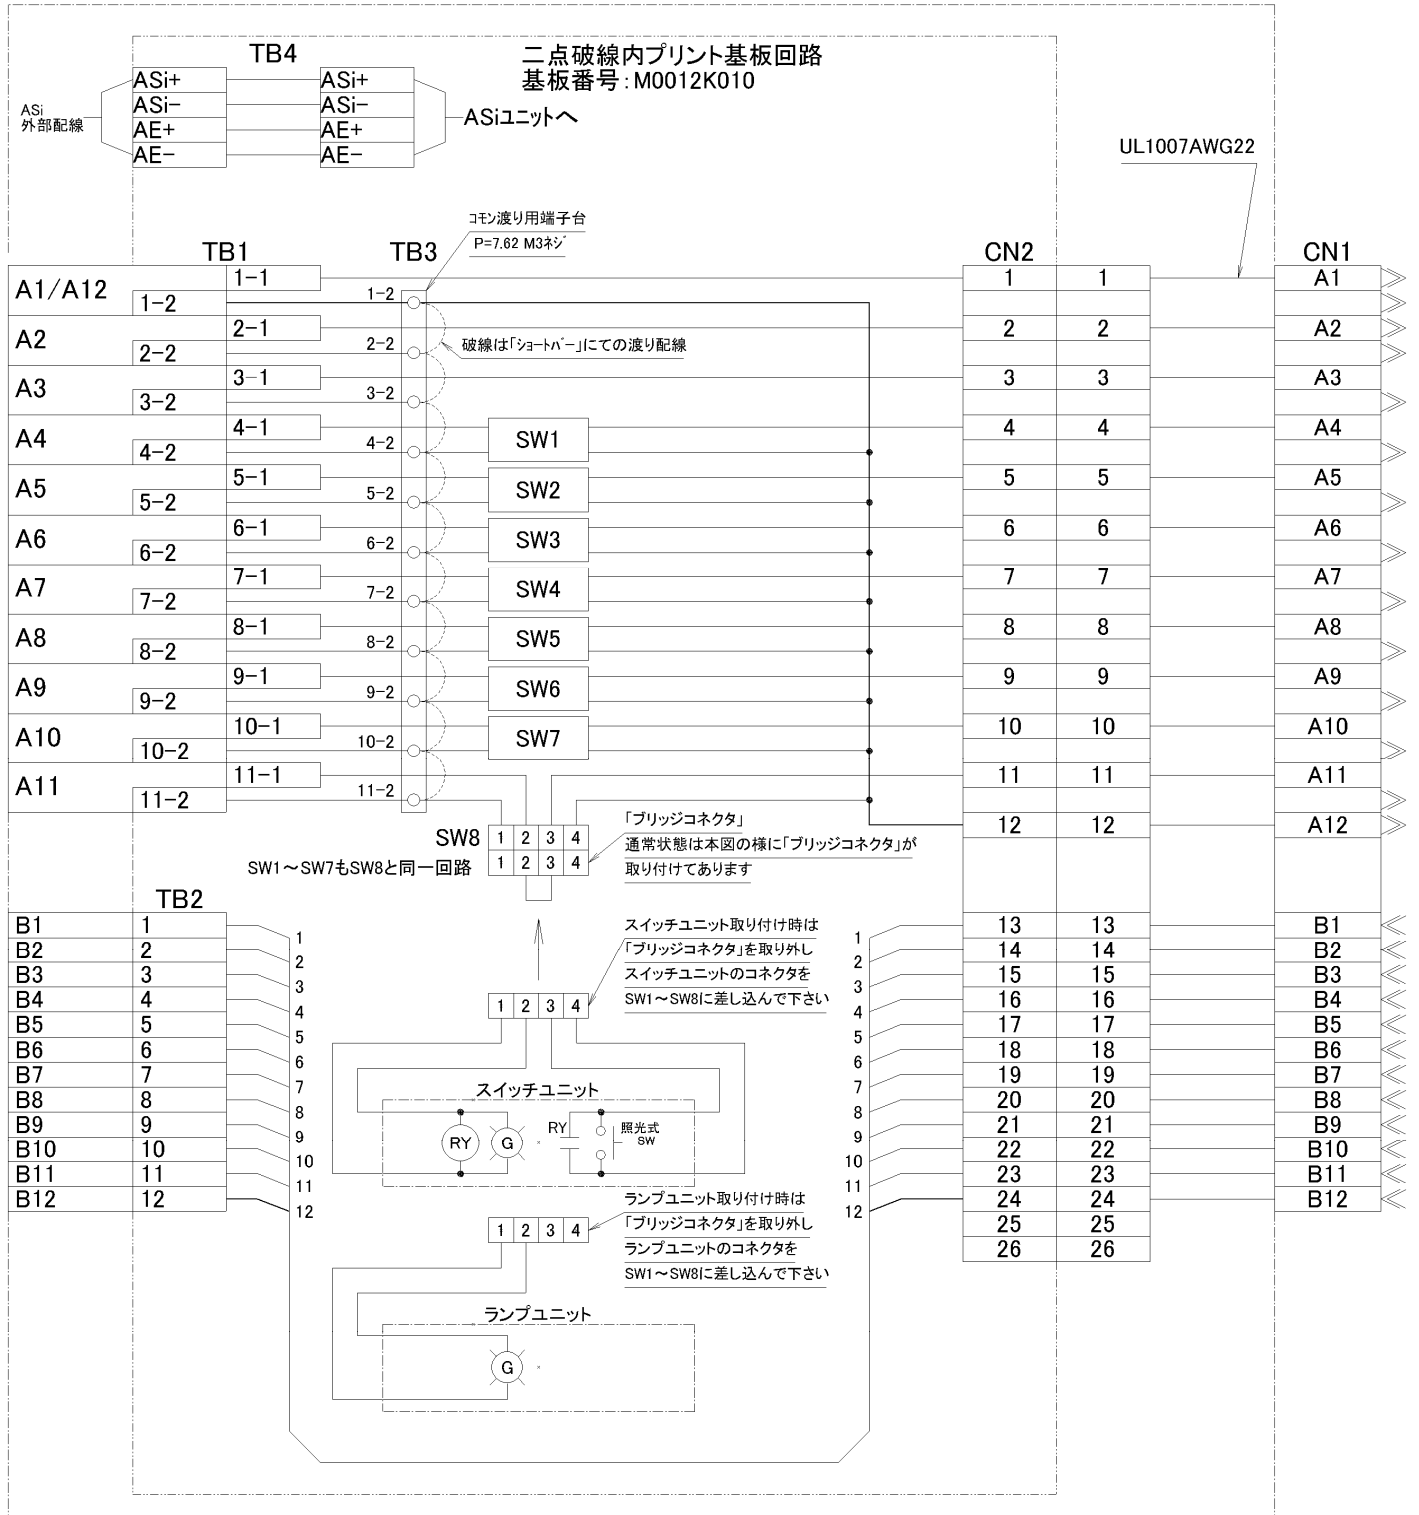 TB4
二点破線内プリント基板回路
基板番号:M0012K010
ASi
外部配線
ASi+ ASi+
ASi- ASi-
AE+ AE+
AE- AE-
ASiユニットへ
UL1007AWG22
コモン渡り用端子台
P=7.62 M3ネジ
TB1 TB3 CN2 CN1
A1/A12 1-1 1 1 A1
1-2 1-2
A2 2-1 2 2 A2
2-2 2-2
破線は「ショートバー」にての渡り配線
A3 3-1 3 3 A3
3-2 3-2
A4 4-1 SW1 4 4 A4
4-2 4-2
A5 5-1 SW2 5 5 A5
5-2 5-2
A6 6-1 SW3 6 6 A6
6-2 6-2
A7 7-1 SW4 7 7 A7
7-2 7-2
A8 8-1 SW5 8 8 A8
8-2 8-2
A9 9-1 SW6 9 9 A9
9-2 9-2
A10 10-1 SW7 10 10 A10
10-2 10-2
A11 11-1 11 11 A11
11-2 11-2
12 12 A12
SW8 1 2 3 4
1 2 3 4
SW1～SW7もSW8と同一回路
「ブリッジコネクタ」
通常状態は本図の様に「ブリッジコネクタ」が
取り付けてあります
TB2
B1 1 1 1 13 13 B1
B2 2 2 2 14 14 B2
B3 3 3 3 15 15 B3
B4 4 4 4 16 16 B4
B5 5 5 5 17 17 B5
B6 6 6 6 18 18 B6
B7 7 7 7 19 19 B7
B8 8 8 8 20 20 B8
B9 9 9 9 21 21 B9
B10 10 10 10 22 22 B10
B11 11 11 11 23 23 B11
B12 12 12 12 24 24 B12
25 25
26 26
スイッチユニット取り付け時は
「ブリッジコネクタ」を取り外し
スイッチユニットのコネクタを
SW1～SW8に差し込んで下さい
1 2 3 4
スイッチユニット
RY G RY 照光式
SW
ランプユニット取り付け時は
「ブリッジコネクタ」を取り外し
ランプユニットのコネクタを
SW1～SW8に差し込んで下さい
1 2 3 4
ランプユニット
G